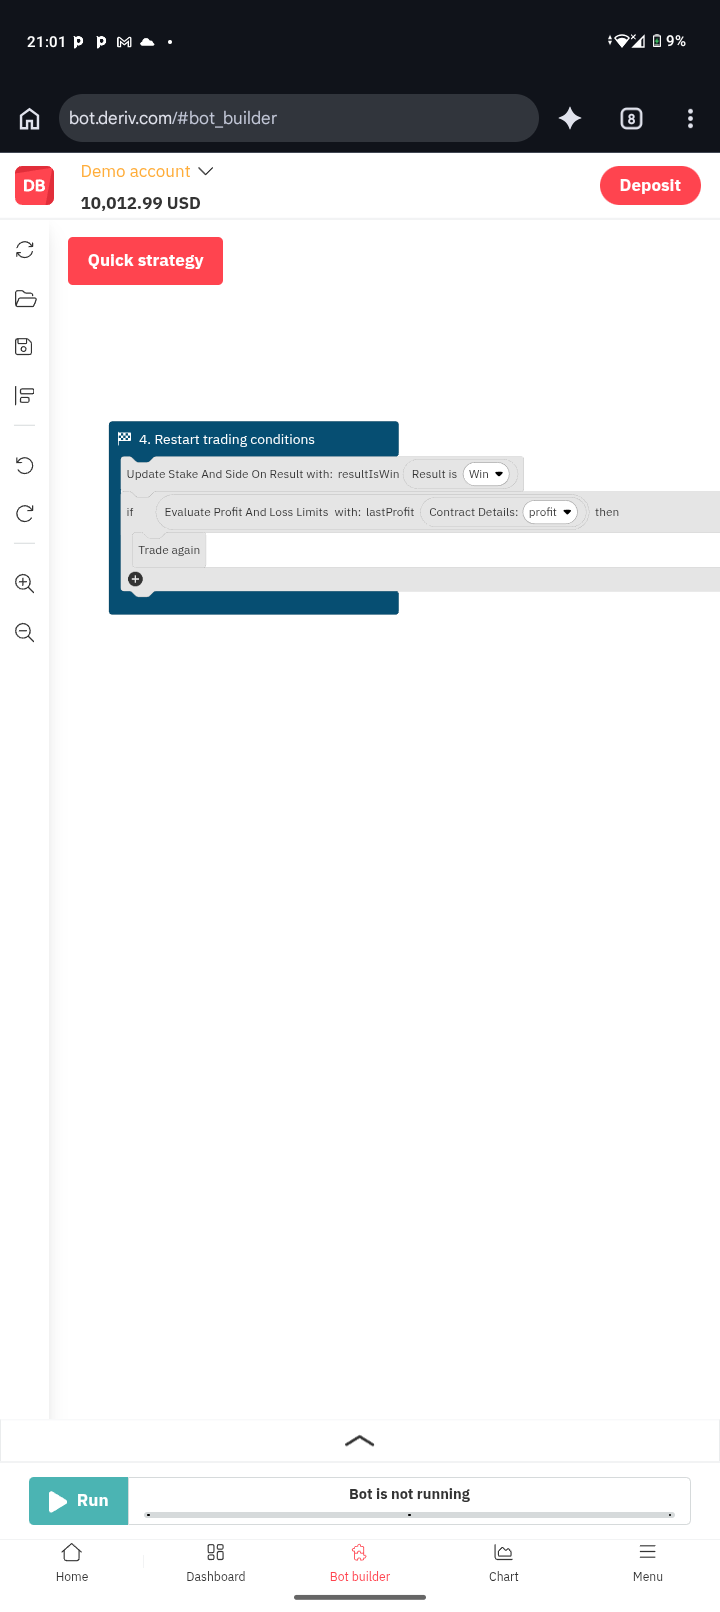 21:01
9%
bot.deriv.com/#bot_builder
8
DB
Demo account
10,012.99 USD
Deposit
Quick strategy
4. Restart trading conditions
Update Stake And Side On Result with: resultIsWin Result is Win
if Evaluate Profit And Loss Limits with: lastProfit Contract Details: profit then
Trade again
Run
Bot is not running
Home
Dashboard
Bot builder
Chart
Menu